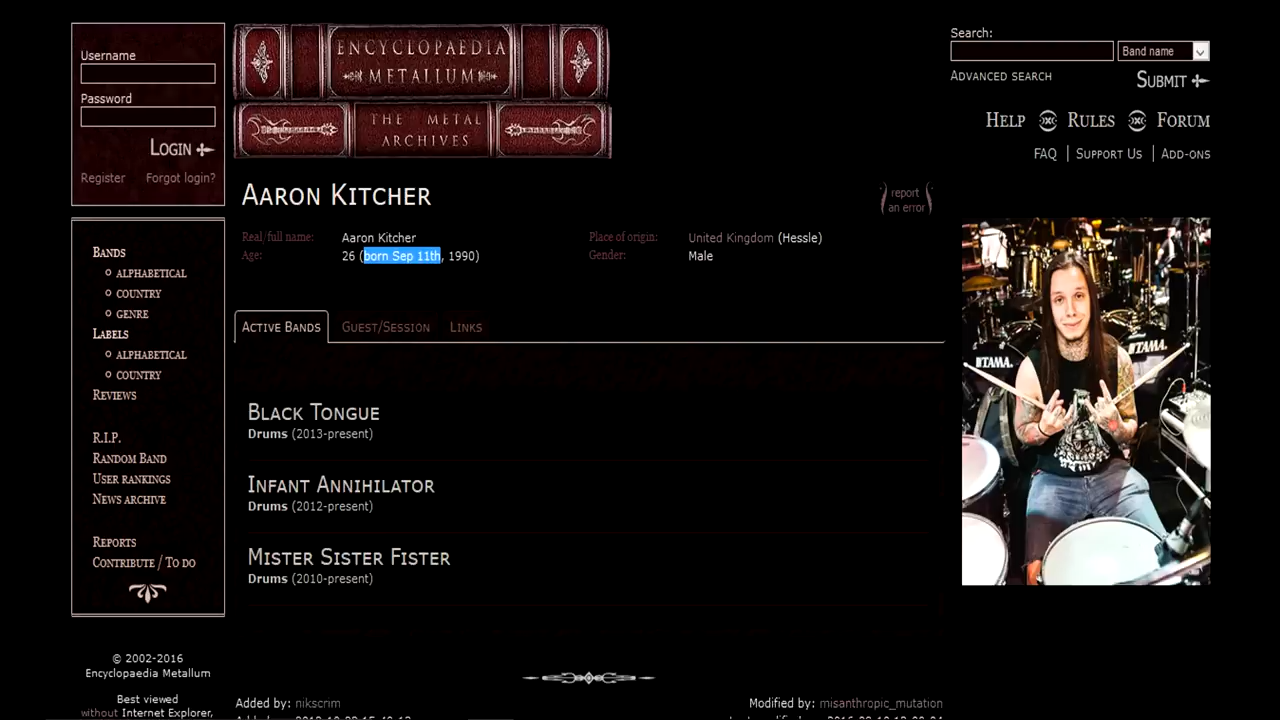 Username
Password
LOGIN
Register Forgot login?
ENCYCLOPAEDIA
METALLUM
THE METAL
ARCHIVES
Search:
Band name
ADVANCED SEARCH
SUBMIT
HELP RULES FORUM
FAQ | Support Us | Add-ons
AARON KITCHER
report
an error
Real/full name: Aaron Kitcher
Age: 26 (born Sep 11th, 1990)
Place of origin: United Kingdom (Hessle)
Gender: Male
BANDS
ALPHABETICAL
COUNTRY
GENRE
LABELS
ALPHABETICAL
COUNTRY
REVIEWS
R.I.P.
RANDOM BAND
USER RANKINGS
NEWS ARCHIVE
REPORTS
CONTRIBUTE / TO DO
ACTIVE BANDS GUEST/SESSION LINKS
BLACK TONGUE
Drums (2013-present)
INFANT ANNIHILATOR
Drums (2012-present)
MISTER SISTER FISTER
Drums (2010-present)
TAMA
TAMA
© 2002-2016
Encyclopaedia Metallum
Best viewed
without Internet Explorer,
Added by: nikscrim
Modified by: misanthropic_mutation